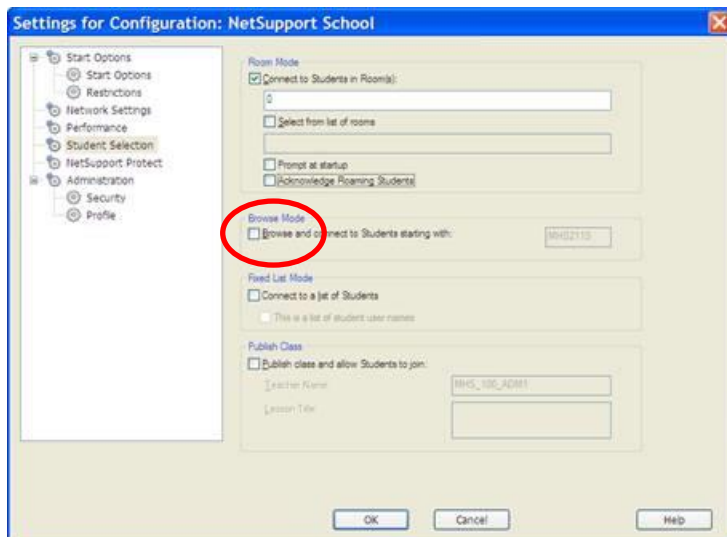 Settings for Configuration: NetSupport School
Start Options
Start Options
Restrictions
Network Settings
Performance
Student Selection
NetSupport Protect
Administration
Security
Profile
Room Mode
Connect to Students in Room(s):
0
Select from list of rooms
Prompt at startup
Acknowledge Roaming Students
Browse Mode
Browse and connect to Students starting with:
Fixed List Mode
Connect to a list of Students
This is a list of student user names
Publish Class
Publish class and allow Students to join:
Teacher Name:
MHS_100_ADM1
Lesson Title:
OK Cancel Help